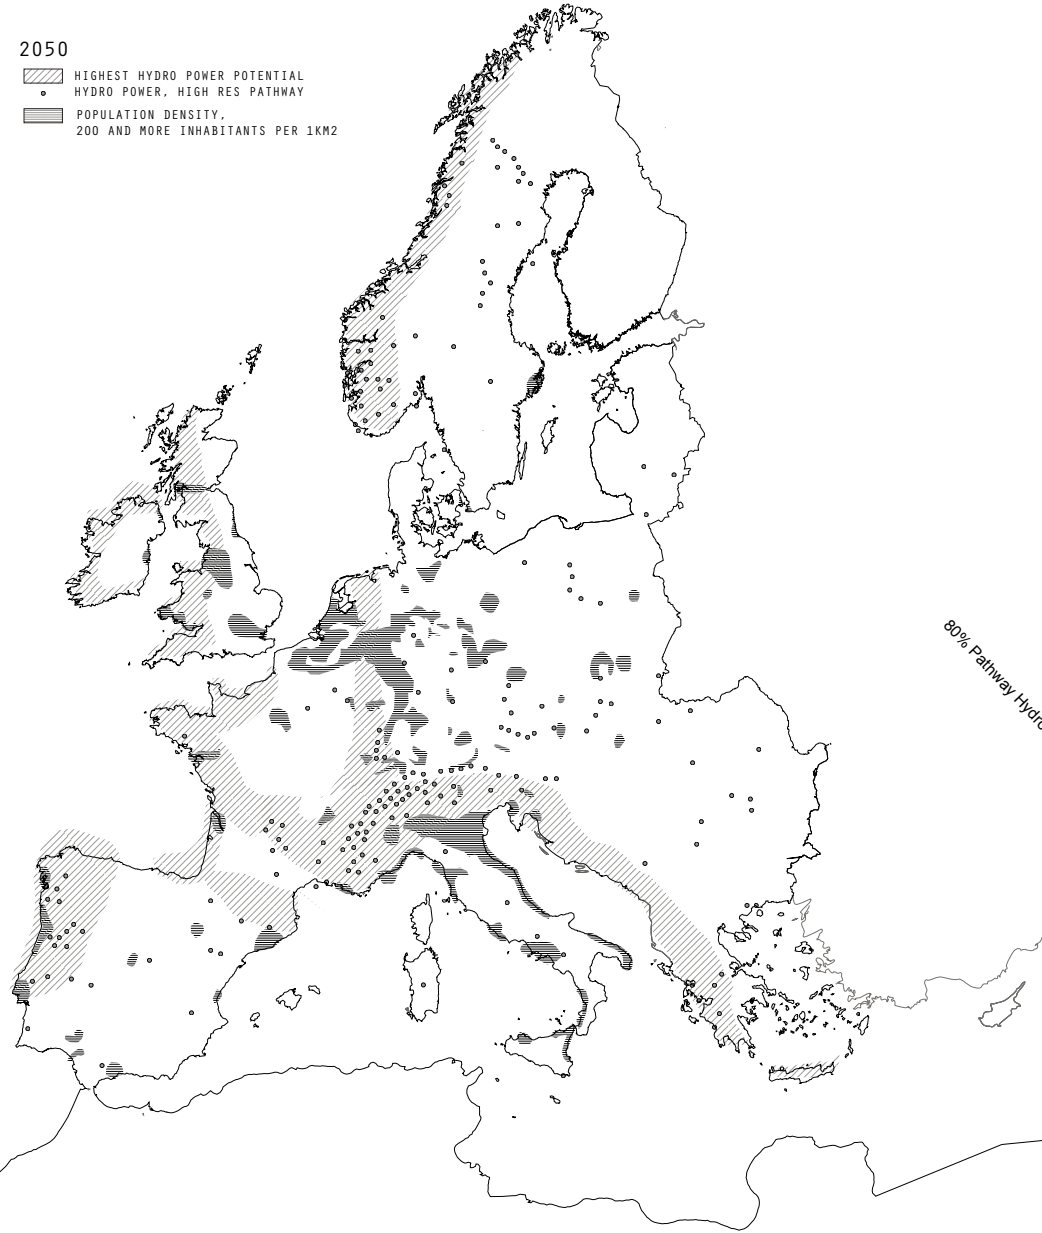 2050
HIGHEST HYDRO POWER POTENTIAL
HYDRO POWER, HIGH RES PATHWAY
POPULATION DENSITY,
200 AND MORE INHABITANTS PER 1KM2
80% Pathway Hydro